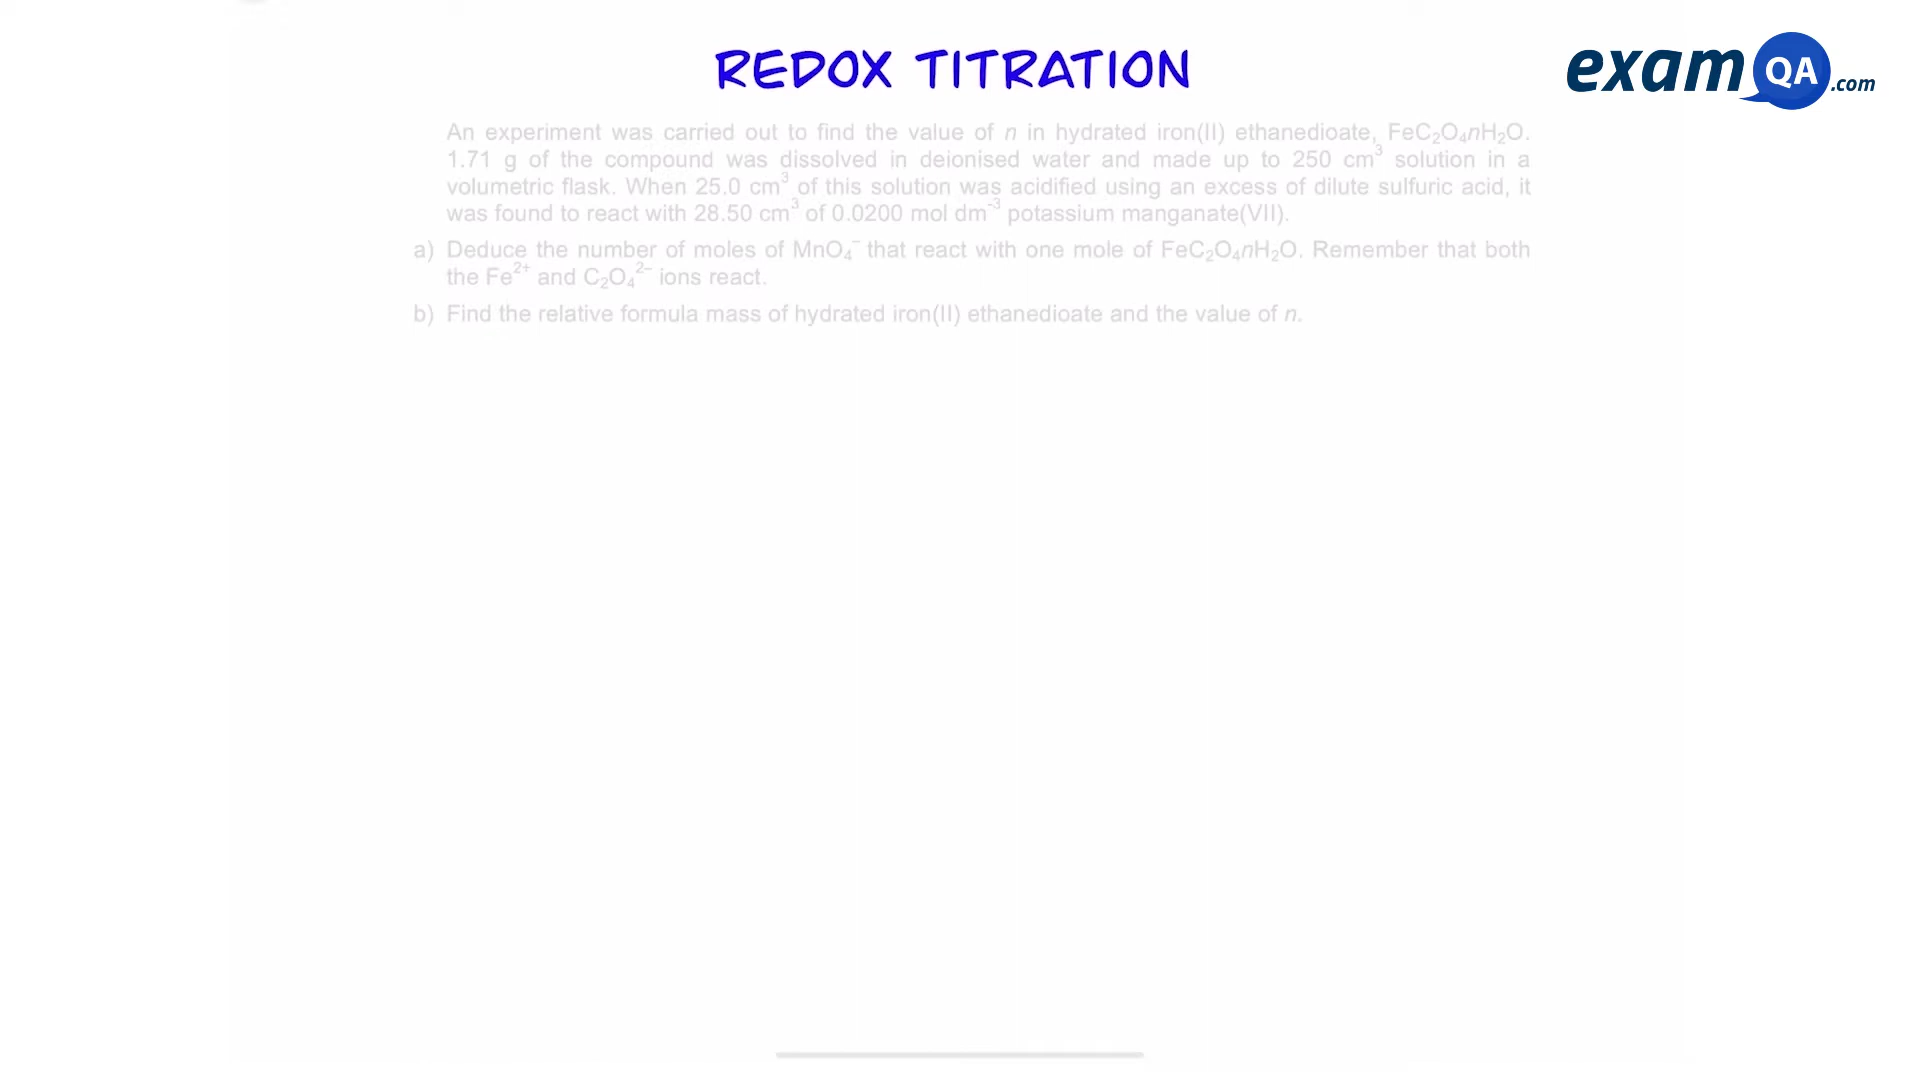 REDOX TITRATION
examQA.com
An experiment was carried out to find the value of n in hydrated iron(II) ethanedioate, FeC₂O₄nH₂O.
1.71 g of the compound was dissolved in deionised water and made up to 250 cm³ solution in a
volumetric flask. When 25.0 cm³ of this solution was acidified using an excess of dilute sulfuric acid, it
was found to react with 28.50 cm³ of 0.0200 mol dm⁻³ potassium manganate(VII).
a) Deduce the number of moles of MnO₄⁻ that react with one mole of FeC₂O₄nH₂O. Remember that both
the Fe²⁺ and C₂O₄²⁻ ions react.
b) Find the relative formula mass of hydrated iron(II) ethanedioate and the value of n.